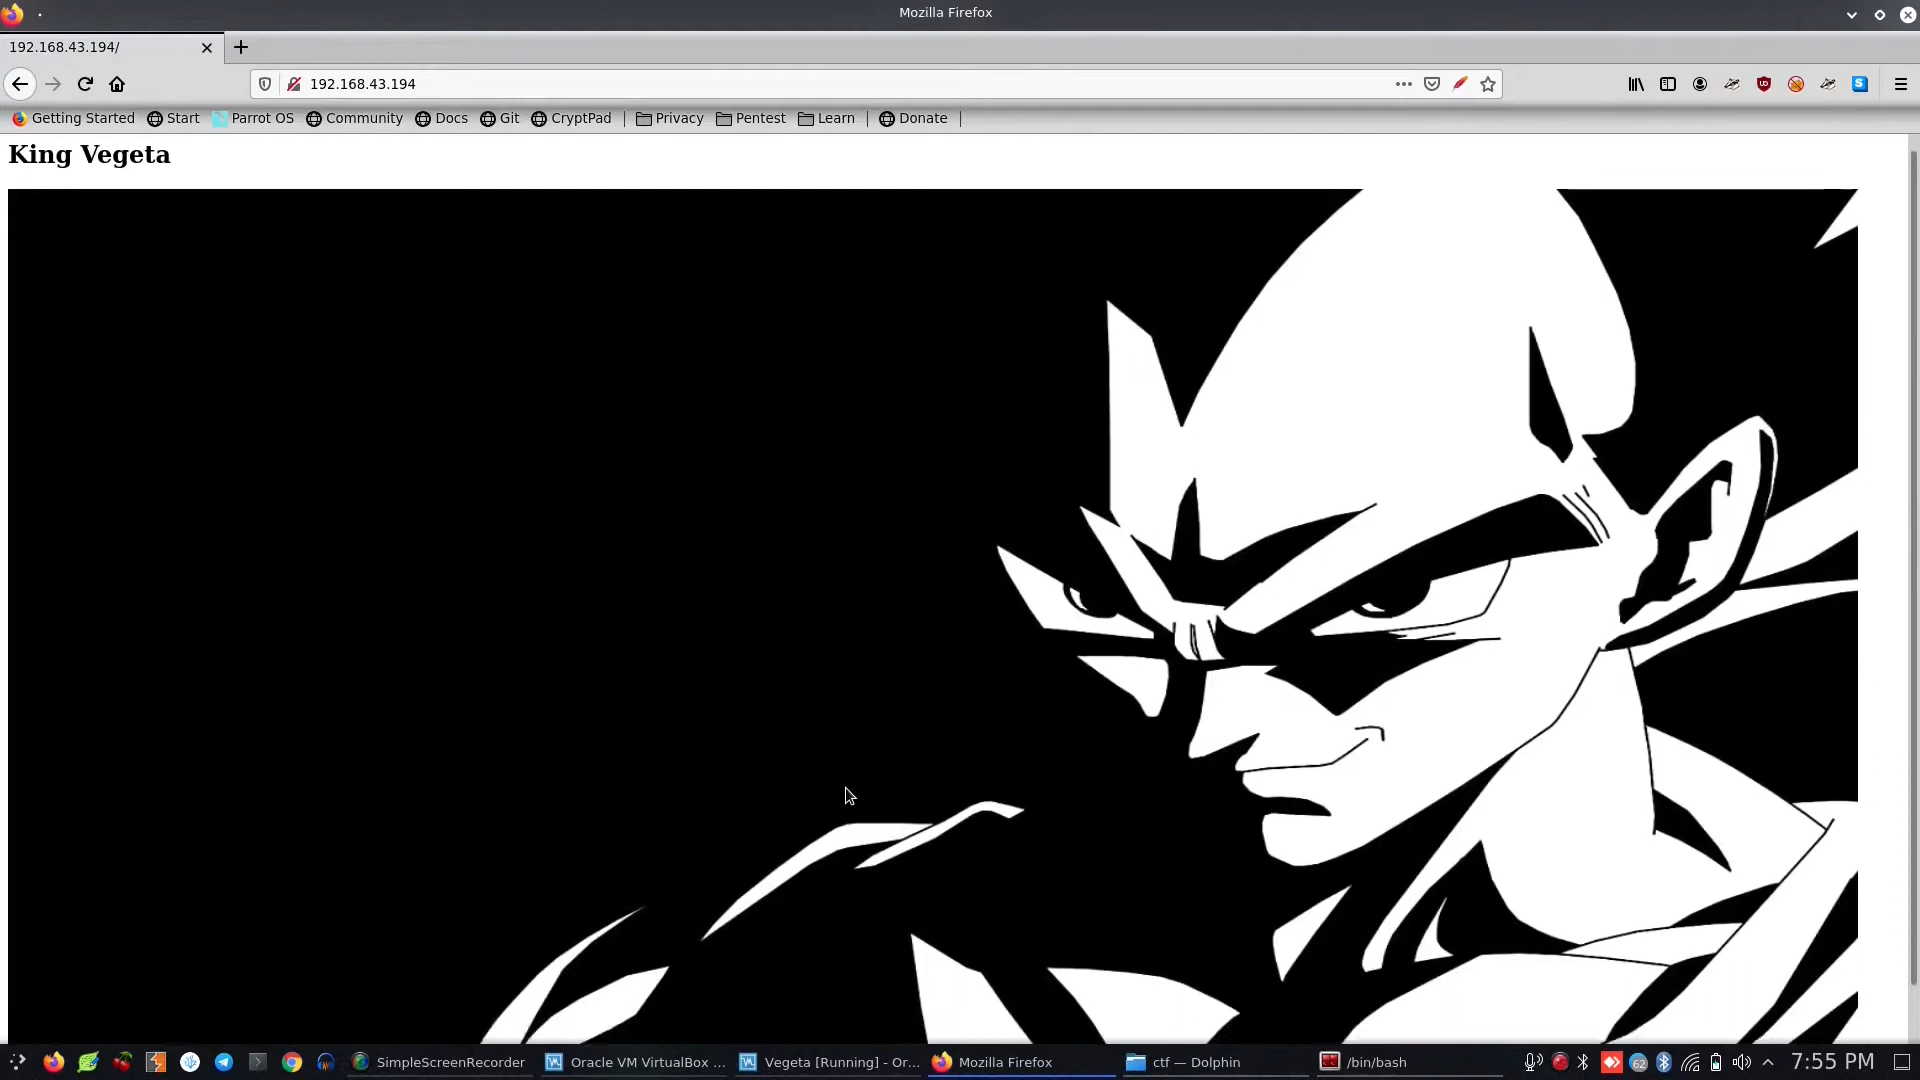 Mozilla Firefox
192.168.43.194/
192.168.43.194
Getting Started Start Parrot OS Community Docs Git CryptPad Privacy Pentest Learn Donate
King Vegeta
SimpleScreenRecorder Oracle VM VirtualBox ... Vegeta [Running] - Or... Mozilla Firefox ctf — Dolphin /bin/bash 62 7:55 PM